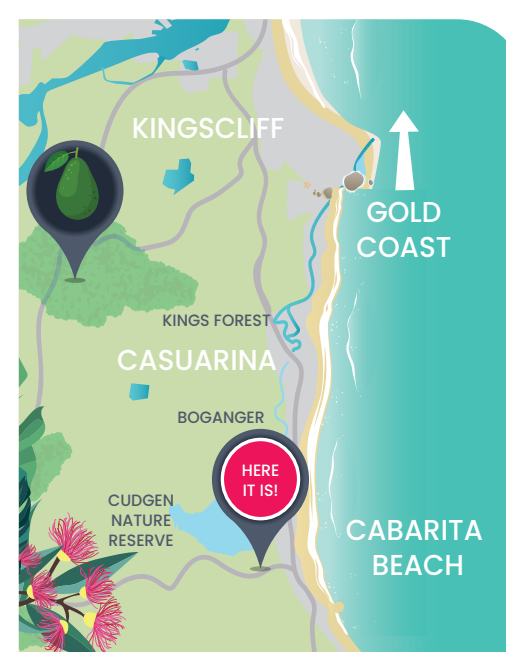 KINGSCLIFF
GOLD
COAST
KINGS FOREST
CASUARINA
BOGANGER
HERE
IT IS!
CUDGEN
NATURE
RESERVE
CABARITA
BEACH